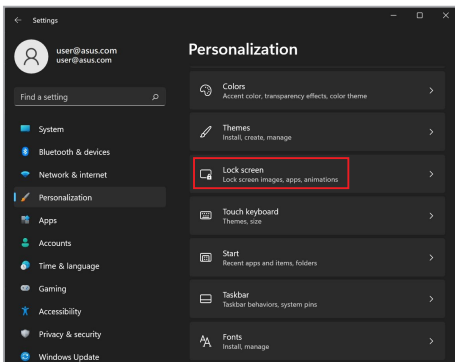 Settings
user@asus.com
user@asus.com
Find a setting
System
Bluetooth & devices
Network & internet
Personalization
Apps
Accounts
Time & language
Gaming
Accessibility
Privacy & security
Windows Update
Personalization
Colors
Accent color, transparency effects, color theme
Themes
Install, create, manage
Lock screen
Lock screen images, apps, animations
Touch keyboard
Themes, size
Start
Recent apps and items, folders
Taskbar
Taskbar behaviors, system pins
Fonts
Install, manage